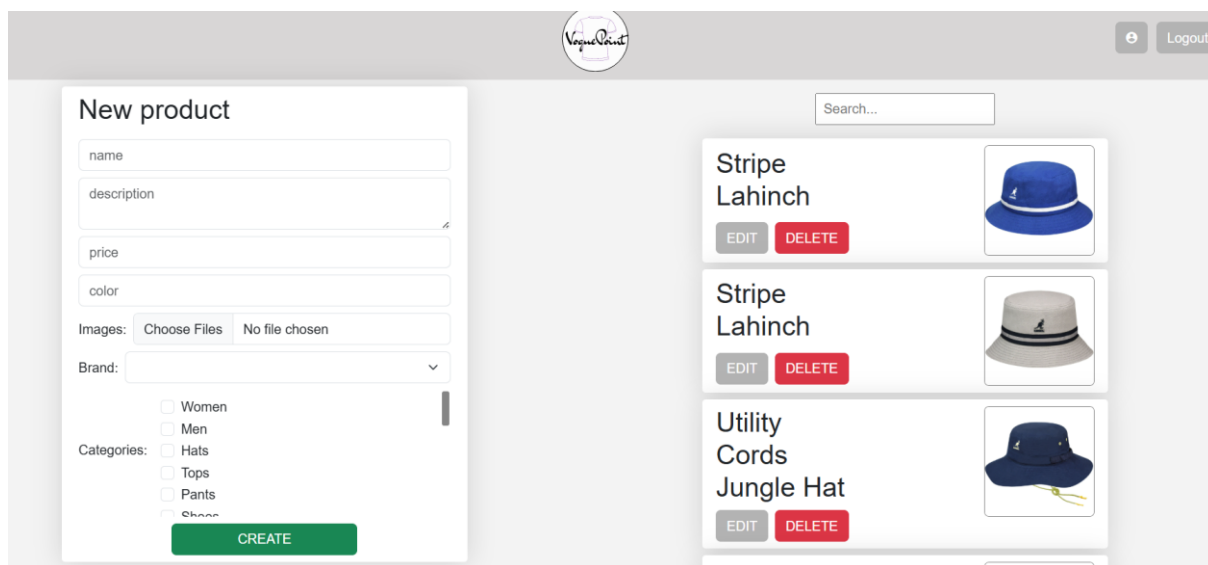 VoguePoint
Logout
New product
name
description
price
color
Images: Choose Files No file chosen
Brand:
Categories:
Women
Men
Hats
Tops
Pants
Shoes
CREATE
Search...
Stripe
Lahinch
EDIT DELETE
Stripe
Lahinch
EDIT DELETE
Utility
Cords
Jungle Hat
EDIT DELETE